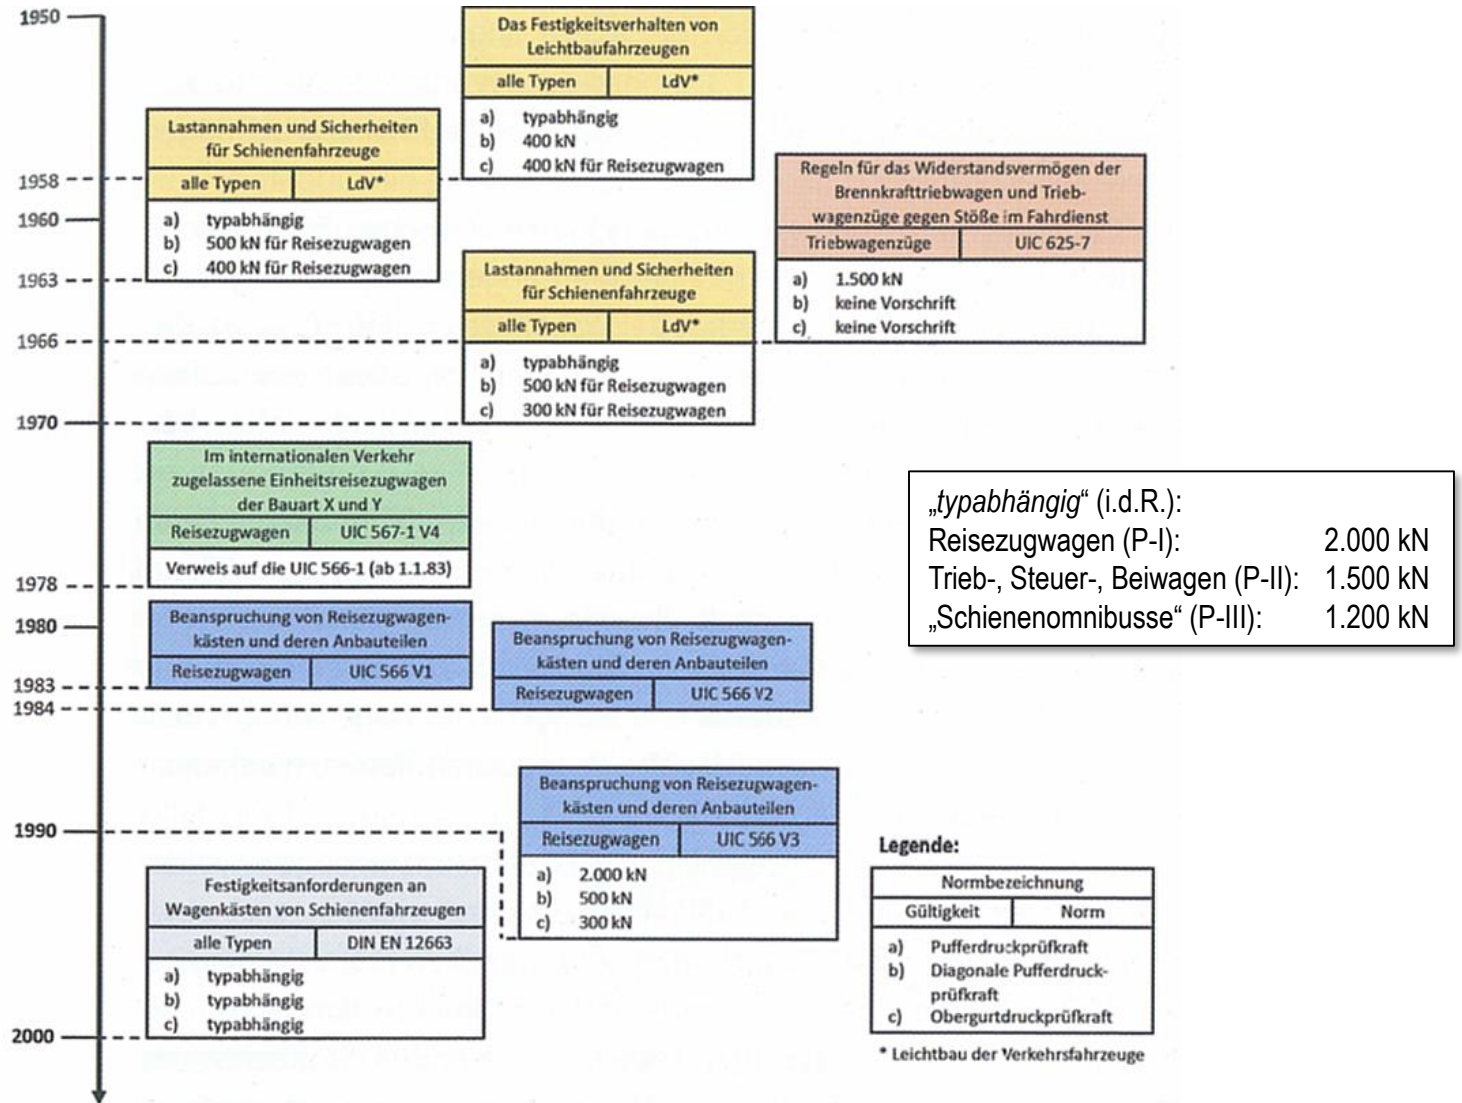 1950
Das Festigkeitsverhalten von
Leichtbaufahrzeugen
alle Typen LdV*
a) typabhängig
b) 400 kN
c) 400 kN für Reisezugwagen
Lastannahmen und Sicherheiten
für Schienenfahrzeuge
alle Typen LdV*
a) typabhängig
b) 500 kN für Reisezugwagen
c) 400 kN für Reisezugwagen
Regeln für das Widerstandsvermögen der
Brennkrafttriebwagen und Trieb-
wagenzüge gegen Stöße im Fahrdienst
Triebwagenzüge UIC 625-7
a) 1.500 kN
b) keine Vorschrift
c) keine Vorschrift
1958
1960
1963
Lastannahmen und Sicherheiten
für Schienenfahrzeuge
alle Typen LdV*
a) typabhängig
b) 500 kN für Reisezugwagen
c) 300 kN für Reisezugwagen
1966
1970
Im internationalen Verkehr
zugelassene Einheitsreisezugwagen
der Bauart X und Y
Reisezugwagen UIC 567-1 V4
Verweis auf die UIC 566-1 (ab 1.1.83)
1978
„typabhängig“ (i.d.R.):
Reisezugwagen (P-I): 2.000 kN
Trieb-, Steuer-, Beiwagen (P-II): 1.500 kN
„Schienenomnibusse“ (P-III): 1.200 kN
1980
Beanspruchung von Reisezugwagen-
kästen und deren Anbauteilen
Reisezugwagen UIC 566 V1
1983
Beanspruchung von Reisezugwagen-
kästen und deren Anbauteilen
Reisezugwagen UIC 566 V2
1984
Beanspruchung von Reisezugwagen-
kästen und deren Anbauteilen
Reisezugwagen UIC 566 V3
a) 2.000 kN
b) 500 kN
c) 300 kN
1990
Festigkeitsanforderungen an
Wagenkästen von Schienenfahrzeugen
alle Typen DIN EN 12663
a) typabhängig
b) typabhängig
c) typabhängig
2000
Legende:
Normbezeichnung
Gültigkeit Norm
a) Pufferdruckprüfkraft
b) Diagonale Pufferdruck-
prüfkraft
c) Obergurtdruckprüfkraft
* Leichtbau der Verkehrsfahrzeuge